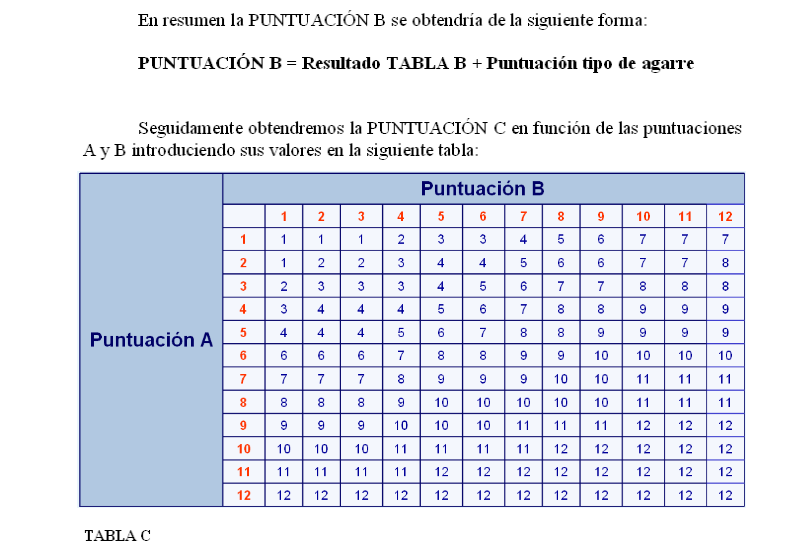 En resumen la PUNTUACIÓN B se obtendría de la siguiente forma:
PUNTUACIÓN B = Resultado TABLA B + Puntuación tipo de agarre
Seguidamente obtendremos la PUNTUACIÓN C en función de las puntuaciones
A y B introduciendo sus valores en la siguiente tabla:
Puntuación B
1 2 3 4 5 6 7 8 9 10 11 12
1 1 1 1 2 3 3 4 5 6 7 7 7
2 1 2 2 3 4 4 5 6 6 7 7 8
3 2 3 3 3 4 5 6 7 7 8 8 8
4 3 4 4 4 5 6 7 8 8 9 9 9
Puntuación A
5 4 4 4 5 6 7 8 8 9 9 9 9
6 6 6 6 7 8 8 9 9 10 10 10 10
7 7 7 7 8 9 9 9 10 10 11 11 11
8 8 8 8 9 10 10 10 10 10 11 11 11
9 9 9 9 10 10 10 11 11 11 12 12 12
10 10 10 10 11 11 11 11 12 12 12 12 12
11 11 11 11 11 12 12 12 12 12 12 12 12
12 12 12 12 12 12 12 12 12 12 12 12 12
TABLA C